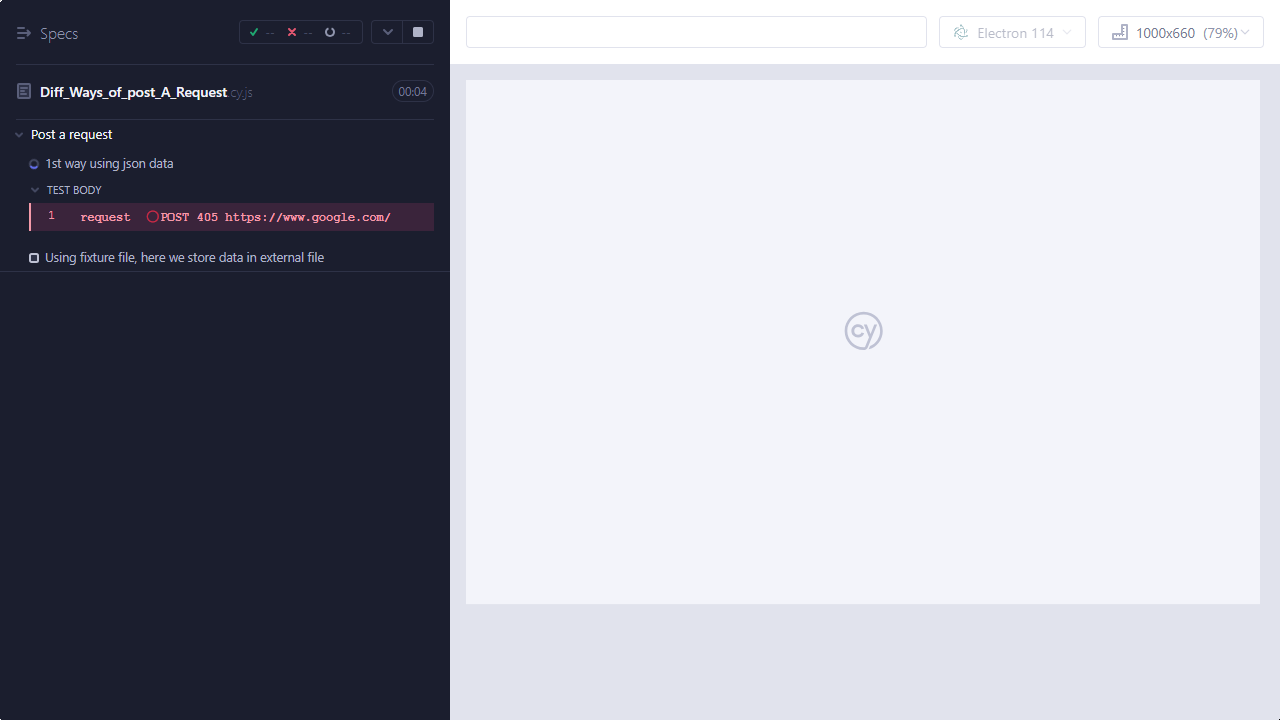 Specs
-- -- --
Diff_Ways_of_post_A_Request.cy.js 00:04
Post a request
1st way using json data
TEST BODY
1 request POST 405 https://www.google.com/
Using fixture file, here we store data in external file
Electron 114
1000x660 (79%)
cy